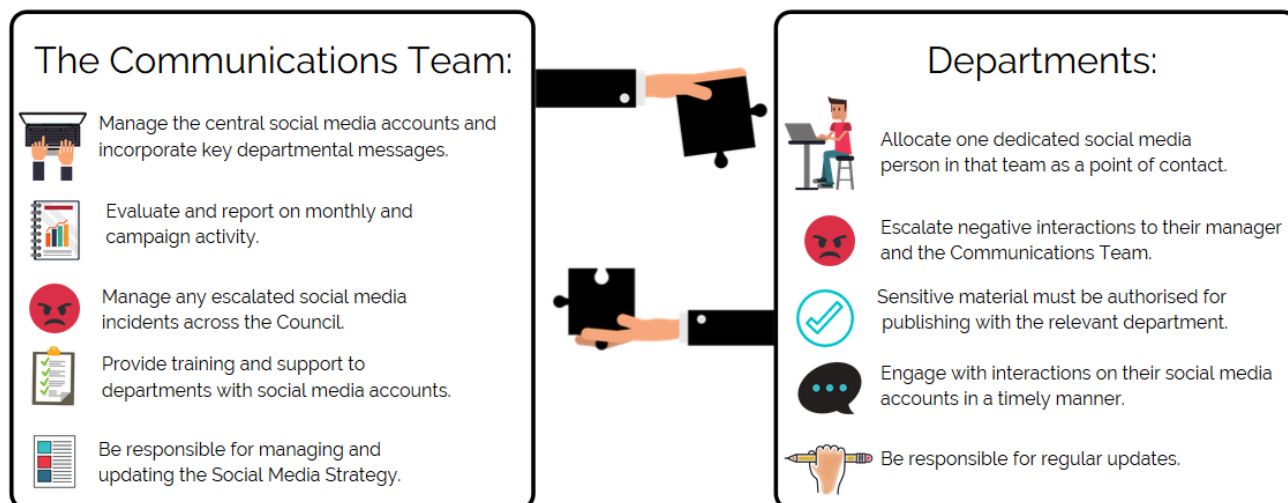 The Communications Team:
Manage the central social media accounts and
incorporate key departmental messages.
Evaluate and report on monthly and
campaign activity.
Manage any escalated social media
incidents across the Council.
Provide training and support to
departments with social media accounts.
Be responsible for managing and
updating the Social Media Strategy.
Departments:
Allocate one dedicated social media
person in that team as a point of contact.
Escalate negative interactions to their manager
and the Communications Team.
Sensitive material must be authorised for
publishing with the relevant department.
Engage with interactions on their social media
accounts in a timely manner.
Be responsible for regular updates.